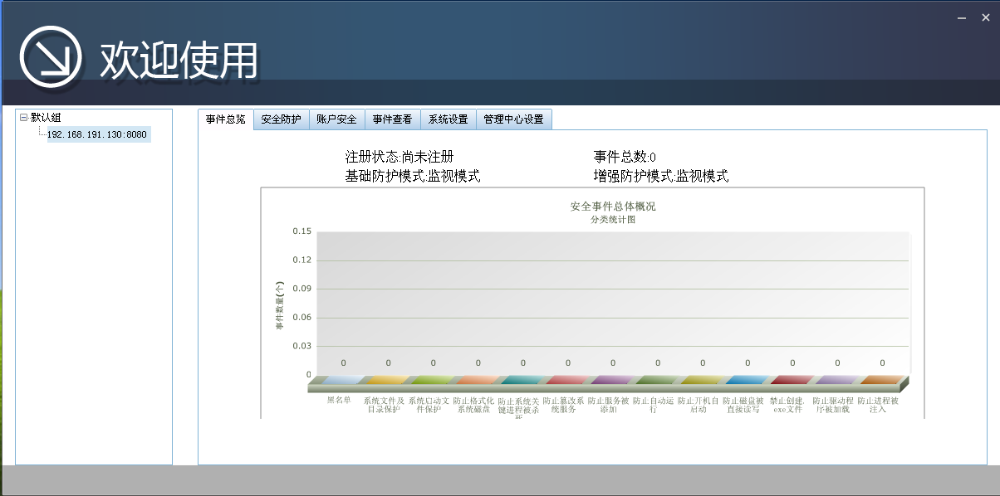 欢迎使用
默认组
192.168.191.130:8080
事件总览 安全防护 账户安全 事件查看 系统设置 管理中心设置
注册状态:尚未注册 事件总数:0
基础防护模式:监视模式 增强防护模式:监视模式
安全事件总体概况
分类统计图
事件数量(个)
0.15
0.12
0.09
0.06
0.03
0
0 0 0 0 0 0 0 0 0 0 0 0 0
黑名单
系统文件及
目录保护
系统启动文
件保护
防止格式化
系统磁盘
防止系统关
键进程被杀
死
防止篡改系
统服务
防止服务被
添加
防止自动运
行
防止开机自
启动
防止磁盘被
直接读写
禁止创建.
exe文件
防止驱动程
序被加载
防止进程被
注入